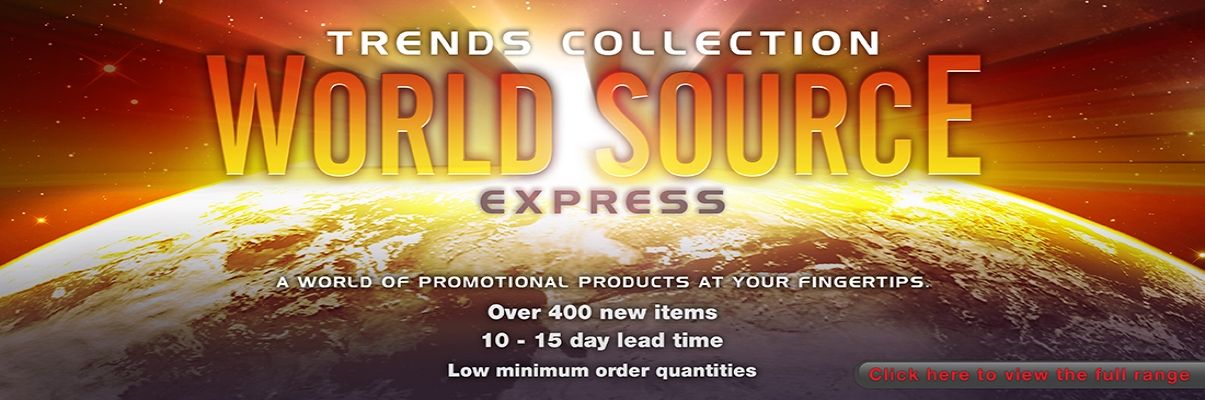 TRENDS COLLECTION
WORLD SOURCE
EXPRESS
A WORLD OF PROMOTIONAL PRODUCTS AT YOUR FINGERTIPS.
Over 400 new items
10 - 15 day lead time
Low minimum order quantities
Click here to view the full range